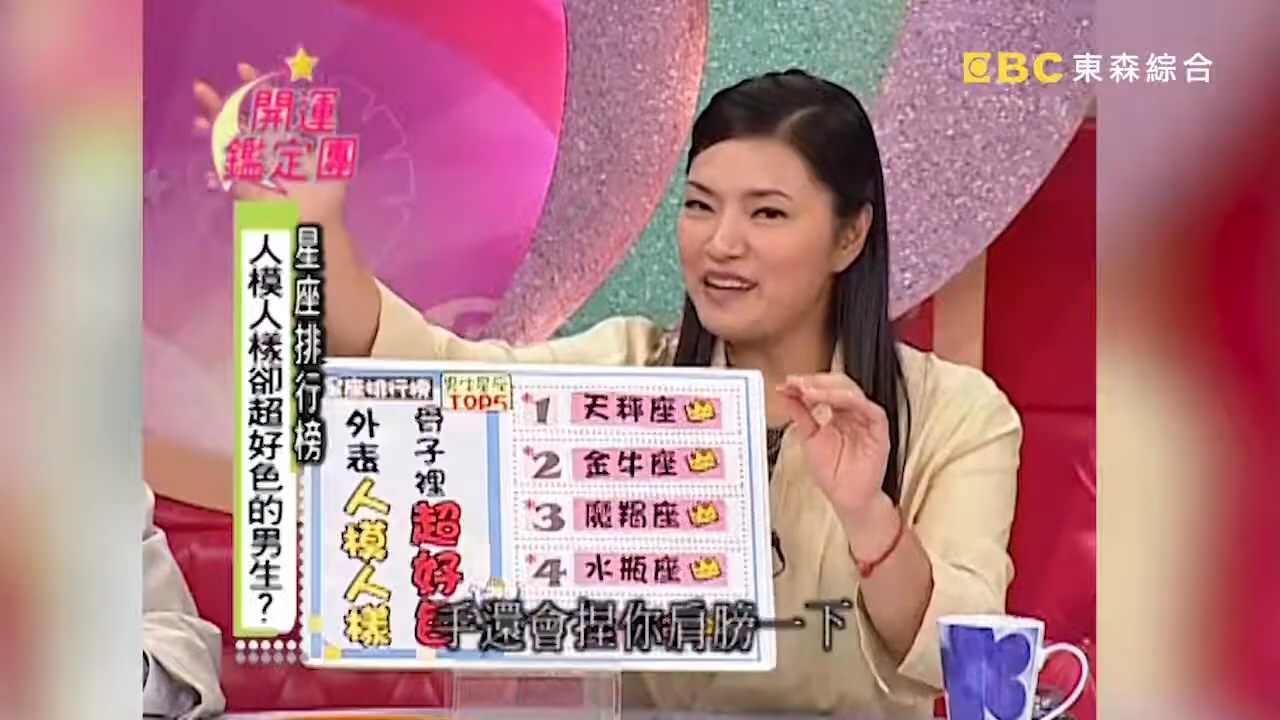 EBC 東森綜合
開運
鑑定團
星座排行榜
人模人樣卻超好色的男生?
星座排行榜
男生星座
TOP5
外表人模人樣
骨子裡超好色
1 天秤座
2 金牛座
3 魔羯座
4 水瓶座
手還會捏你肩膀一下